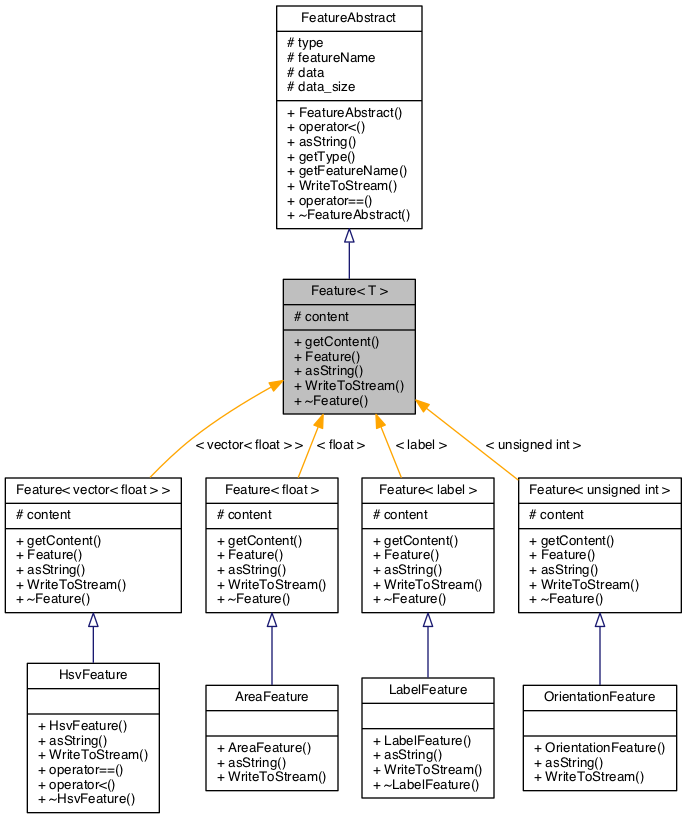 FeatureAbstract
# type
# featureName
# data
# data_size
+ FeatureAbstract()
+ operator<()
+ asString()
+ getType()
+ getFeatureName()
+ WriteToStream()
+ operator==()
+ ~FeatureAbstract()
Feature< T >
# content
+ getContent()
+ Feature()
+ asString()
+ WriteToStream()
+ ~Feature()
< vector< float > >
< float >
< label >
< unsigned int >
Feature< vector< float > >
# content
+ getContent()
+ Feature()
+ asString()
+ WriteToStream()
+ ~Feature()
Feature< float >
# content
+ getContent()
+ Feature()
+ asString()
+ WriteToStream()
+ ~Feature()
Feature< label >
# content
+ getContent()
+ Feature()
+ asString()
+ WriteToStream()
+ ~Feature()
Feature< unsigned int >
# content
+ getContent()
+ Feature()
+ asString()
+ WriteToStream()
+ ~Feature()
HsvFeature
+ HsvFeature()
+ asString()
+ WriteToStream()
+ operator==()
+ operator<()
+ ~HsvFeature()
AreaFeature
+ AreaFeature()
+ asString()
+ WriteToStream()
LabelFeature
+ LabelFeature()
+ asString()
+ WriteToStream()
+ ~LabelFeature()
OrientationFeature
+ OrientationFeature()
+ asString()
+ WriteToStream()